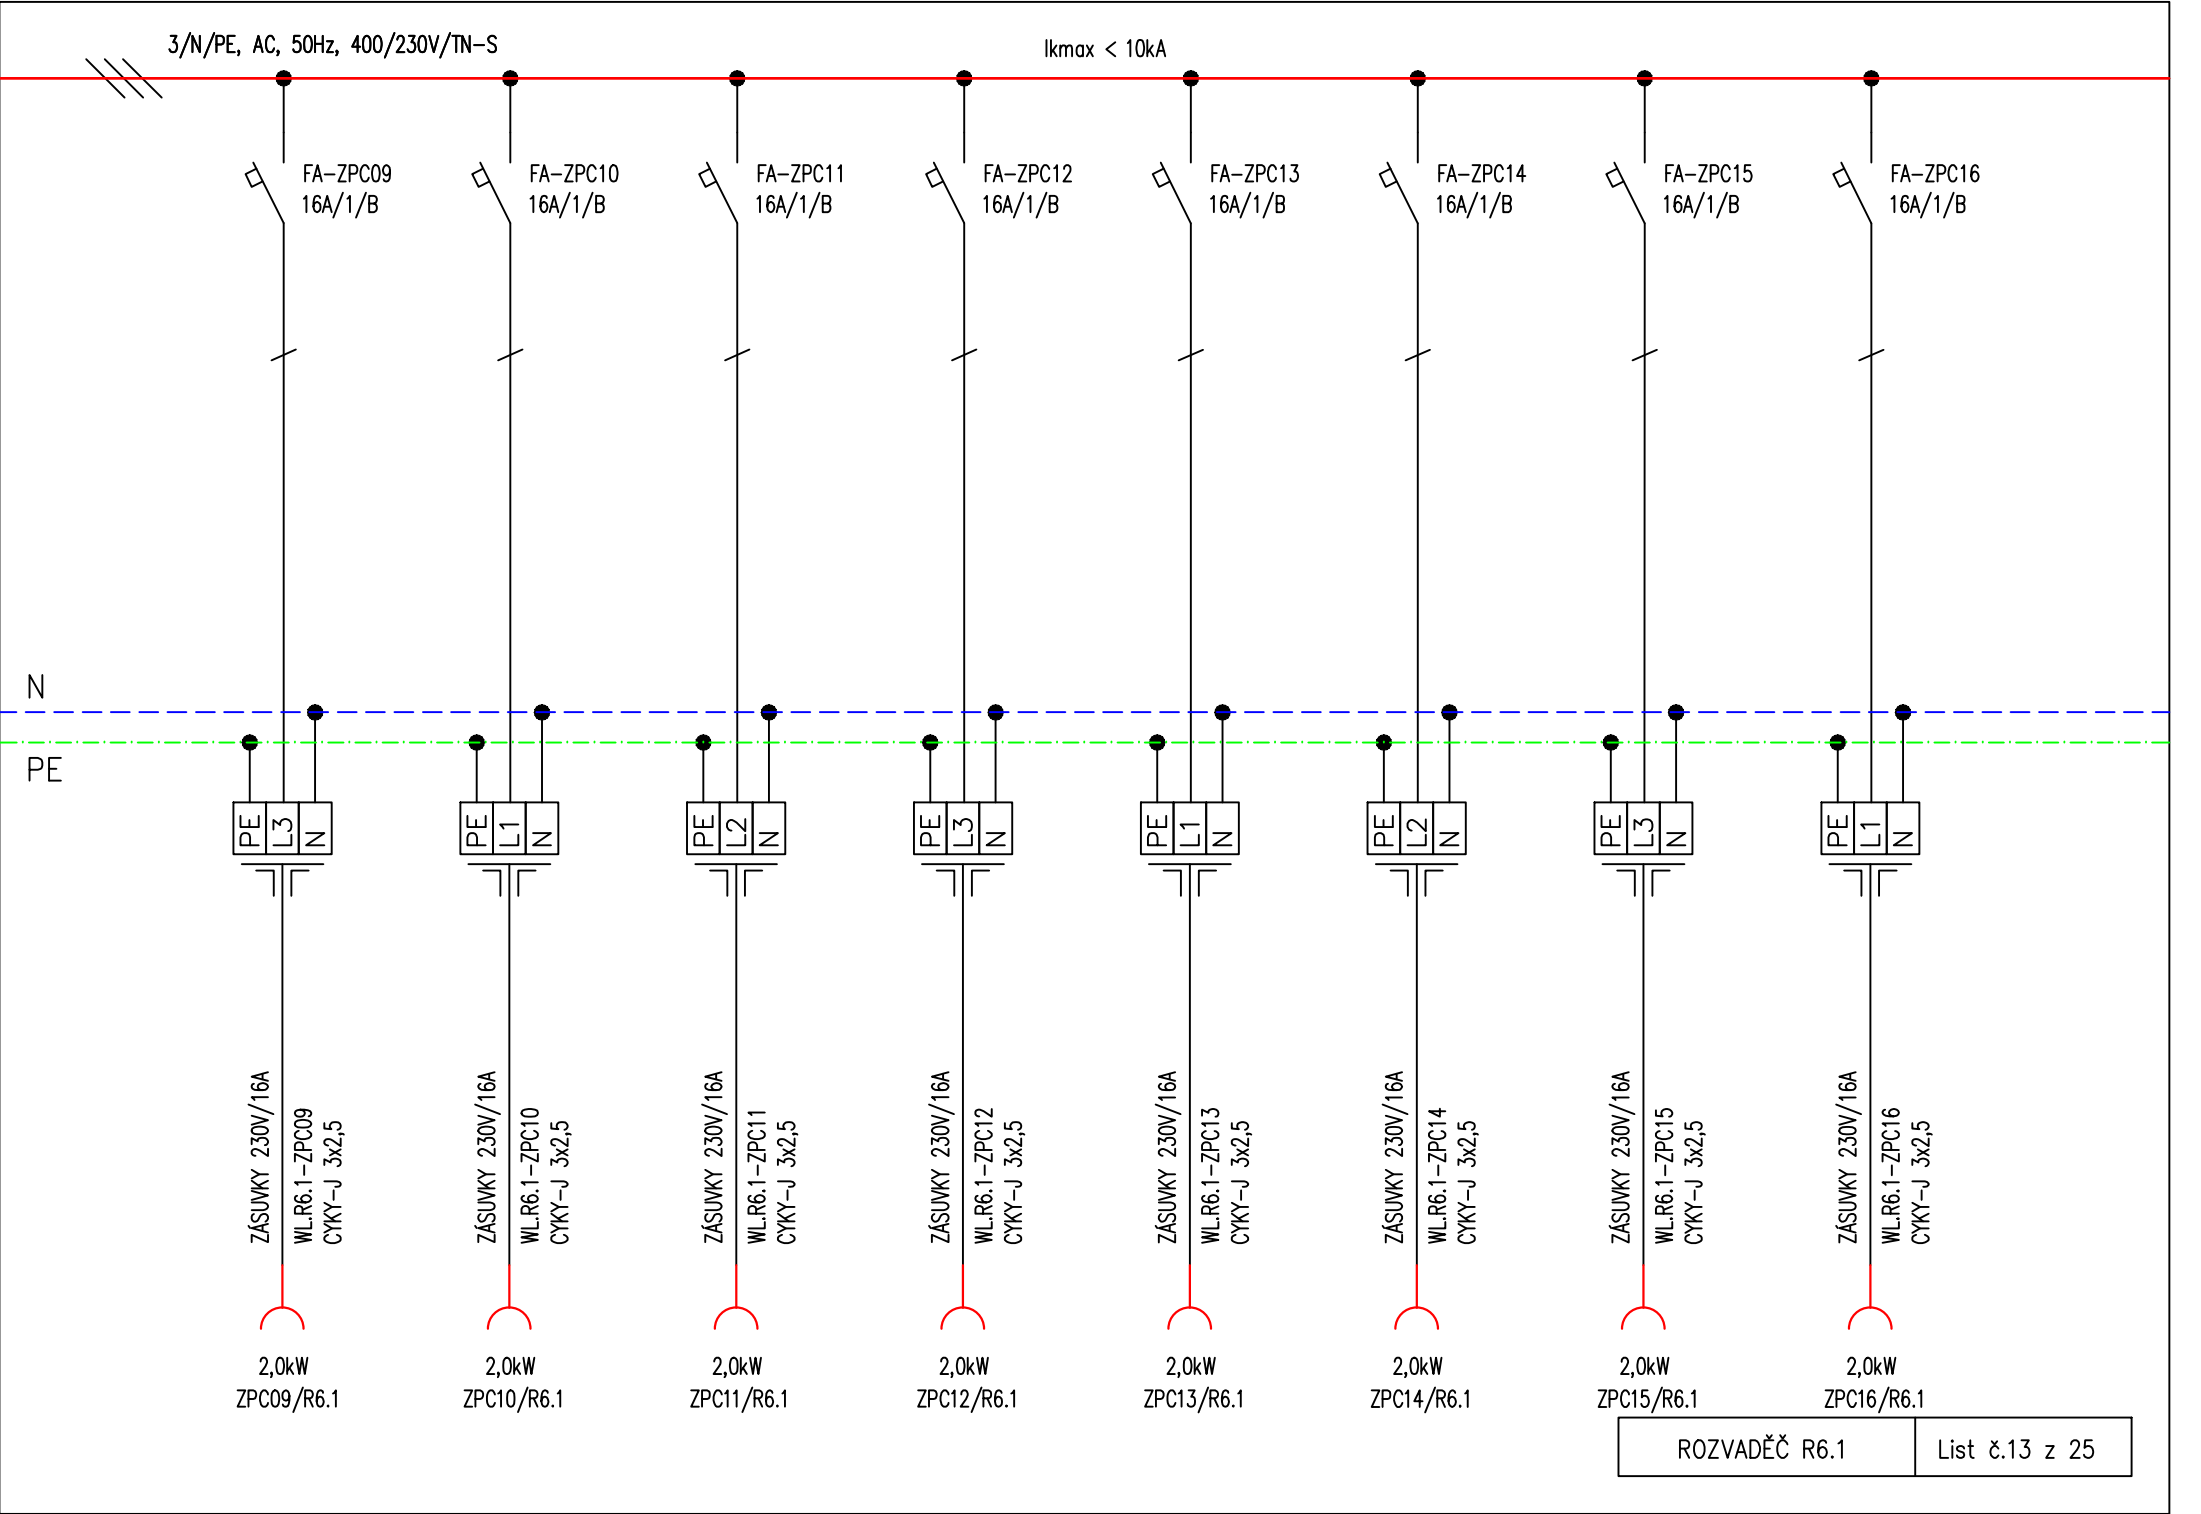 3/N/PE, AC, 50Hz, 400/230V/TN-S
Ikmax < 10kA
FA-ZPC09
16A/1/B
FA-ZPC10
16A/1/B
FA-ZPC11
16A/1/B
FA-ZPC12
16A/1/B
FA-ZPC13
16A/1/B
FA-ZPC14
16A/1/B
FA-ZPC15
16A/1/B
FA-ZPC16
16A/1/B
N
PE
PE L3 N
PE L1 N
PE L2 N
PE L3 N
PE L1 N
PE L2 N
PE L3 N
PE L1 N
ZÁSUVKY 230V/16A
WL.R6.1-ZPC09
CYKY-J 3x2,5
ZÁSUVKY 230V/16A
WL.R6.1-ZPC10
CYKY-J 3x2,5
ZÁSUVKY 230V/16A
WL.R6.1-ZPC11
CYKY-J 3x2,5
ZÁSUVKY 230V/16A
WL.R6.1-ZPC12
CYKY-J 3x2,5
ZÁSUVKY 230V/16A
WL.R6.1-ZPC13
CYKY-J 3x2,5
ZÁSUVKY 230V/16A
WL.R6.1-ZPC14
CYKY-J 3x2,5
ZÁSUVKY 230V/16A
WL.R6.1-ZPC15
CYKY-J 3x2,5
ZÁSUVKY 230V/16A
WL.R6.1-ZPC16
CYKY-J 3x2,5
2,0kW
ZPC09/R6.1
2,0kW
ZPC10/R6.1
2,0kW
ZPC11/R6.1
2,0kW
ZPC12/R6.1
2,0kW
ZPC13/R6.1
2,0kW
ZPC14/R6.1
2,0kW
ZPC15/R6.1
2,0kW
ZPC16/R6.1
ROZVADĚČ R6.1
List č.13 z 25